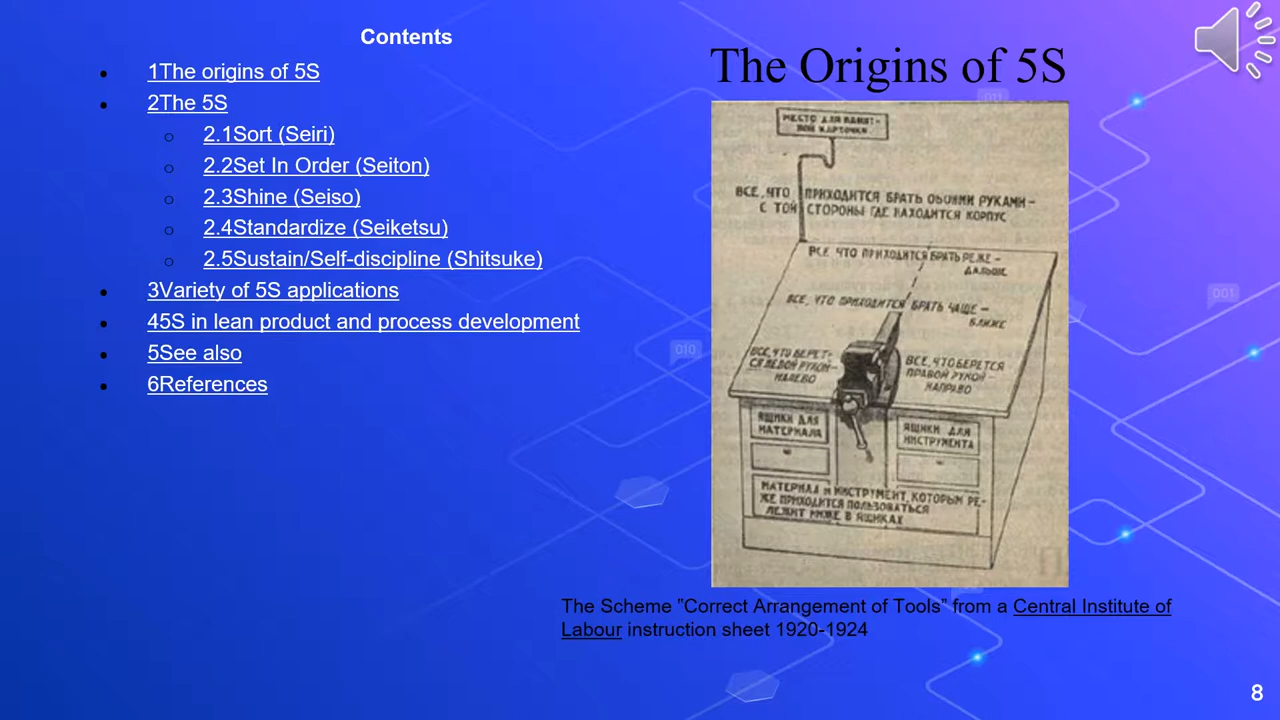 Contents
1The origins of 5S
2The 5S
2.1Sort (Seiri)
2.2Set In Order (Seiton)
2.3Shine (Seiso)
2.4Standardize (Seiketsu)
2.5Sustain/Self-discipline (Shitsuke)
3Variety of 5S applications
45S in lean product and process development
5See also
6References
The Origins of 5S
МЕСТО ДЛЯ
ВСЕ, ЧТО ПРИХОДИТСЯ БРАТЬ ОБОИМИ РУКАМИ –
С ТОЙ СТОРОНЫ ГДЕ НАХОДИТСЯ КОРПУС
ВСЕ, ЧТО ПРИХОДИТСЯ БРАТЬ РЕЖЕ –
ДАЛЬШЕ
ВСЕ, ЧТО ПРИХОДИТСЯ БРАТЬ ЧАЩЕ –
БЛИЖЕ
ВСЕ, ЧТО БЕРЕТ-
СЯ ЛЕВОЙ РУКОЙ–
НАЛЕВО
ВСЕ, ЧТО БЕРЕТСЯ
ПРАВОЙ РУКОЙ –
НАПРАВО
ЯЩИКИ ДЛЯ
МАТЕРИАЛА
ЯЩИКИ ДЛЯ
ИНСТРУМЕНТА
МАТЕРИАЛ И ИНСТРУМЕНТ, КОТОРЫМ РЕ-
ЖЕ ПРИХОДИТСЯ ПОЛЬЗОВАТЬСЯ
ЛЕЖИТ НИЖЕ В ЯЩИКАХ
The Scheme "Correct Arrangement of Tools" from a Central Institute of
Labour instruction sheet 1920-1924
011
001
010
8